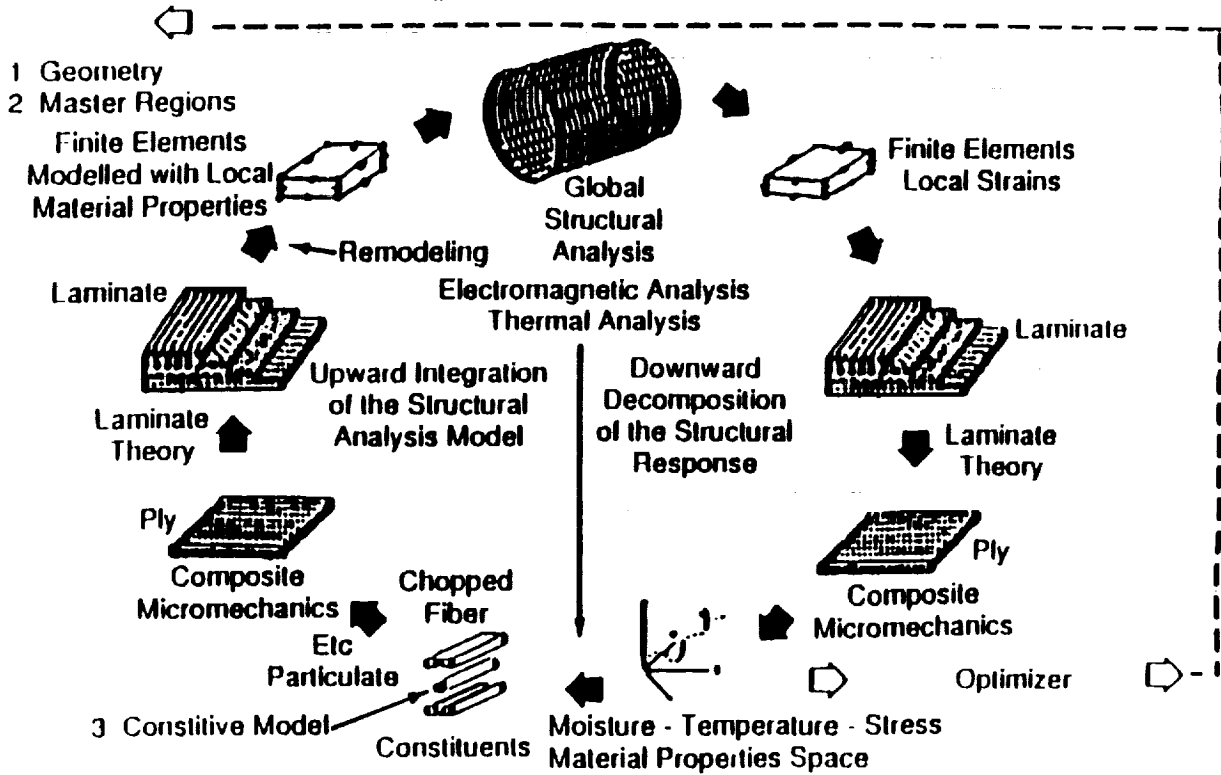 1 Geometry
2 Master Regions
Finite Elements
Modelled with Local
Material Properties
Remodeling
Global
Structural
Analysis
Electromagnetic Analysis
Thermal Analysis
Finite Elements
Local Strains
Laminate
Laminate
Theory
Upward Integration
of the Structural
Analysis Model
Downward
Decomposition
of the Structural
Response
Laminate
Laminate
Theory
Ply
Composite
Micromechanics
Chopped
Fiber
Etc
Particulate
3 Constitive Model
Constituents
Ply
Composite
Micromechanics
Optimizer
Moisture - Temperature - Stress
Material Properties Space